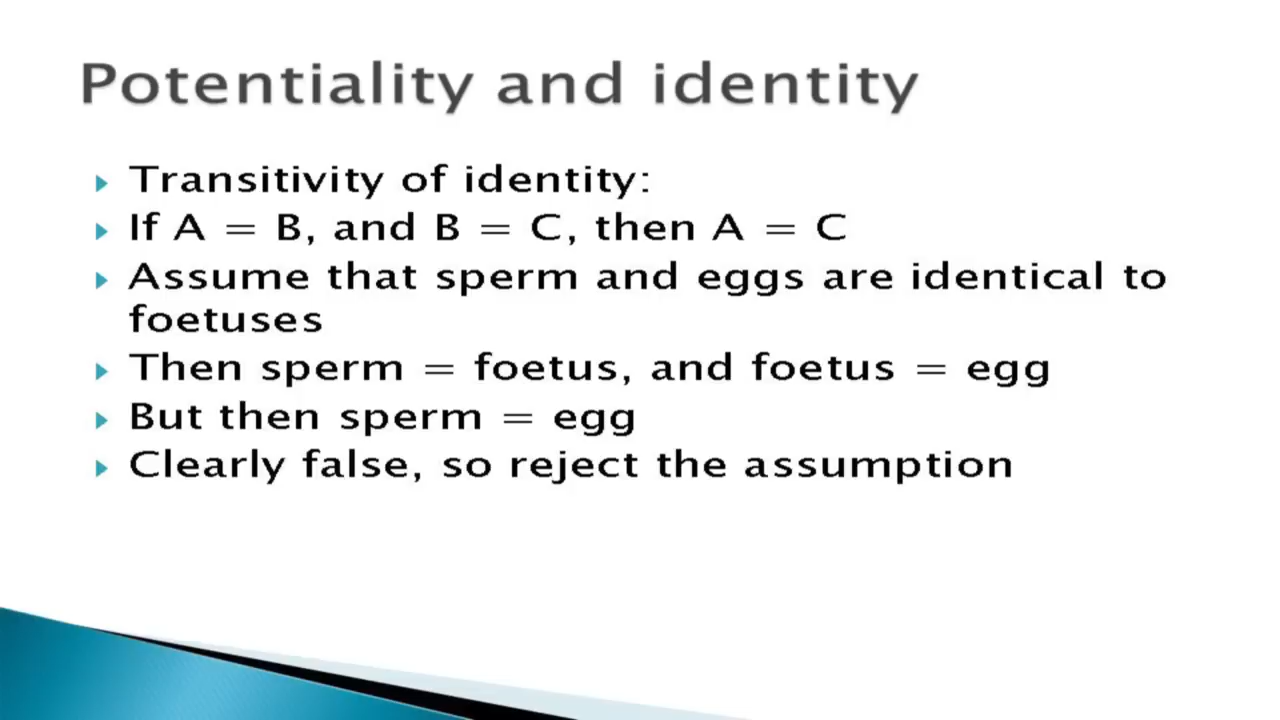 Potentiality and identity
Transitivity of identity:
If A = B, and B = C, then A = C
Assume that sperm and eggs are identical to
foetuses
Then sperm = foetus, and foetus = egg
But then sperm = egg
Clearly false, so reject the assumption